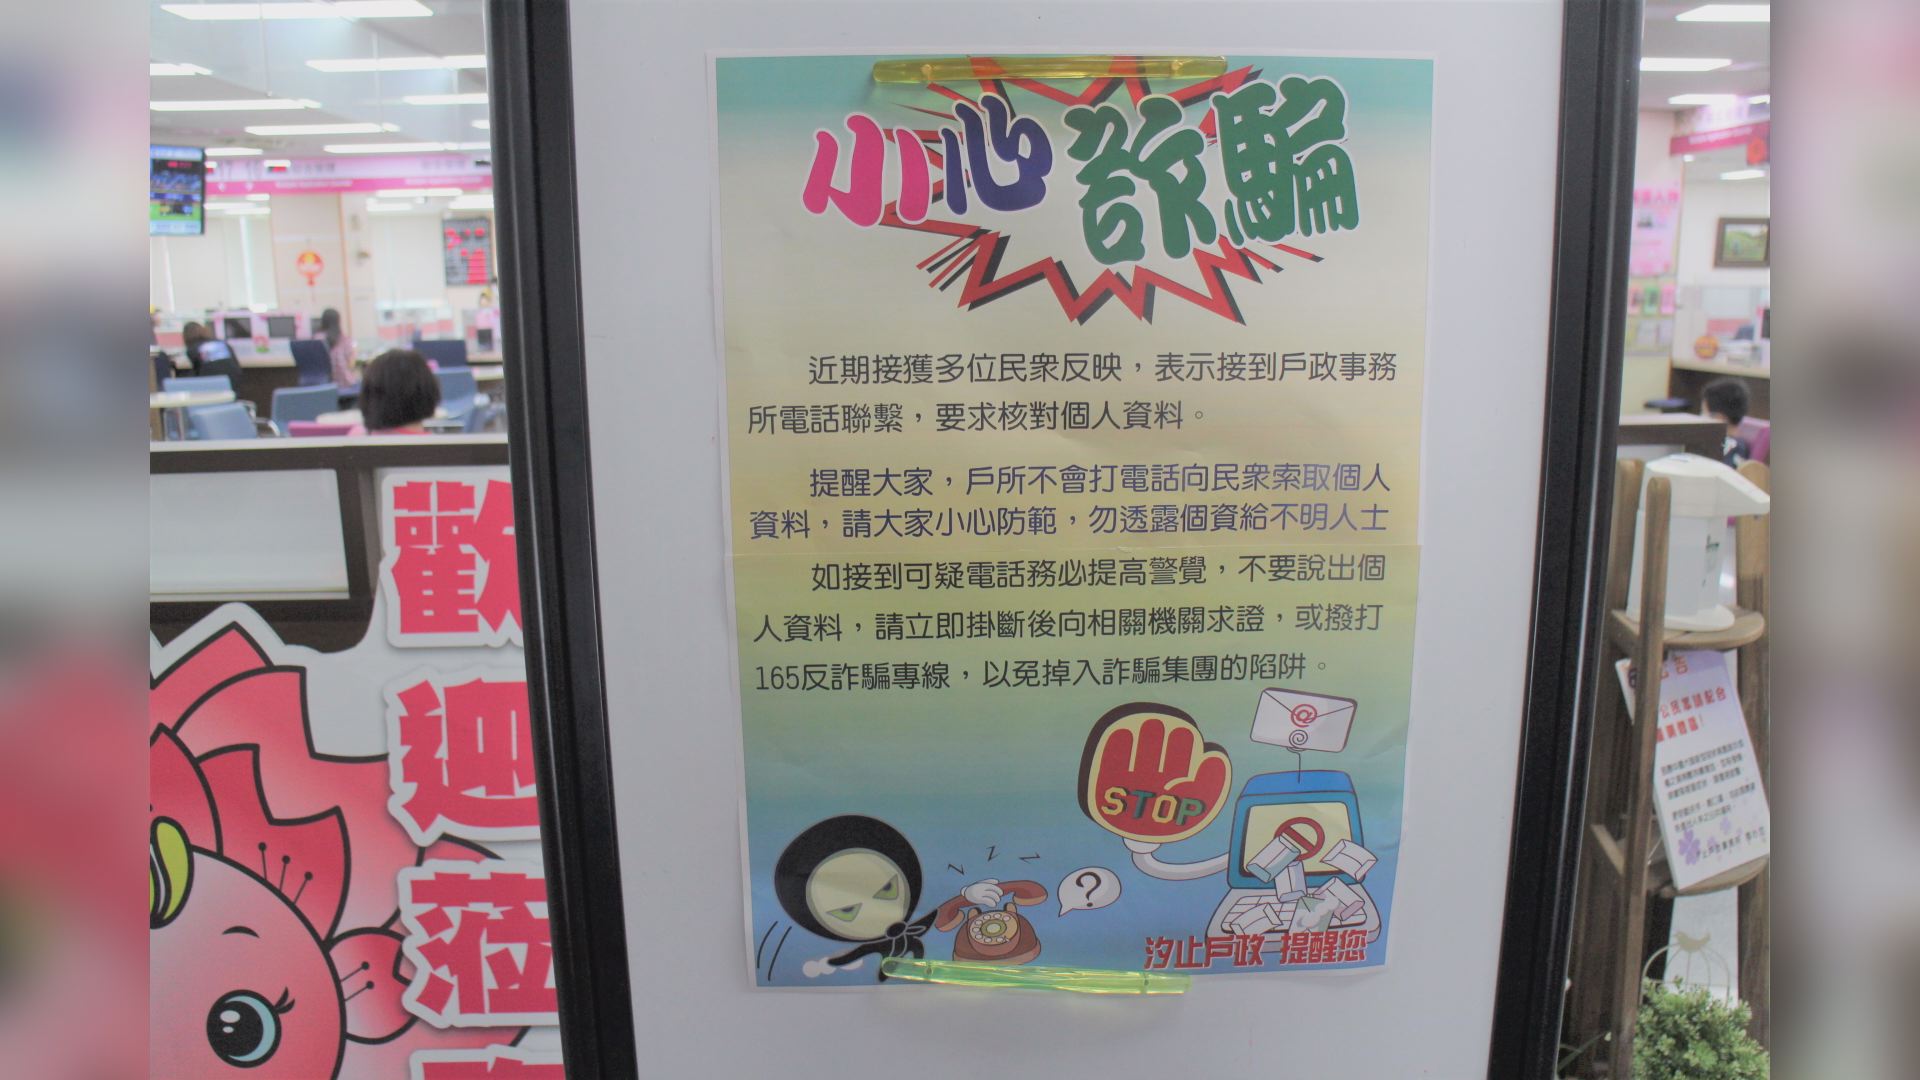 小心詐騙
近期接獲多位民眾反映，表示接到戶政事務
所電話聯繫，要求核對個人資料。
提醒大家，戶所不會打電話向民眾索取個人
資料，請大家小心防範，勿透露個資給不明人士
如接到可疑電話務必提高警覺，不要說出個
人資料，請立即掛斷後向相關機關求證，或撥打
165反詐騙專線，以免掉入詐騙集團的陷阱。
STOP
?
汐止戶政 提醒您
歡
迎
蒞